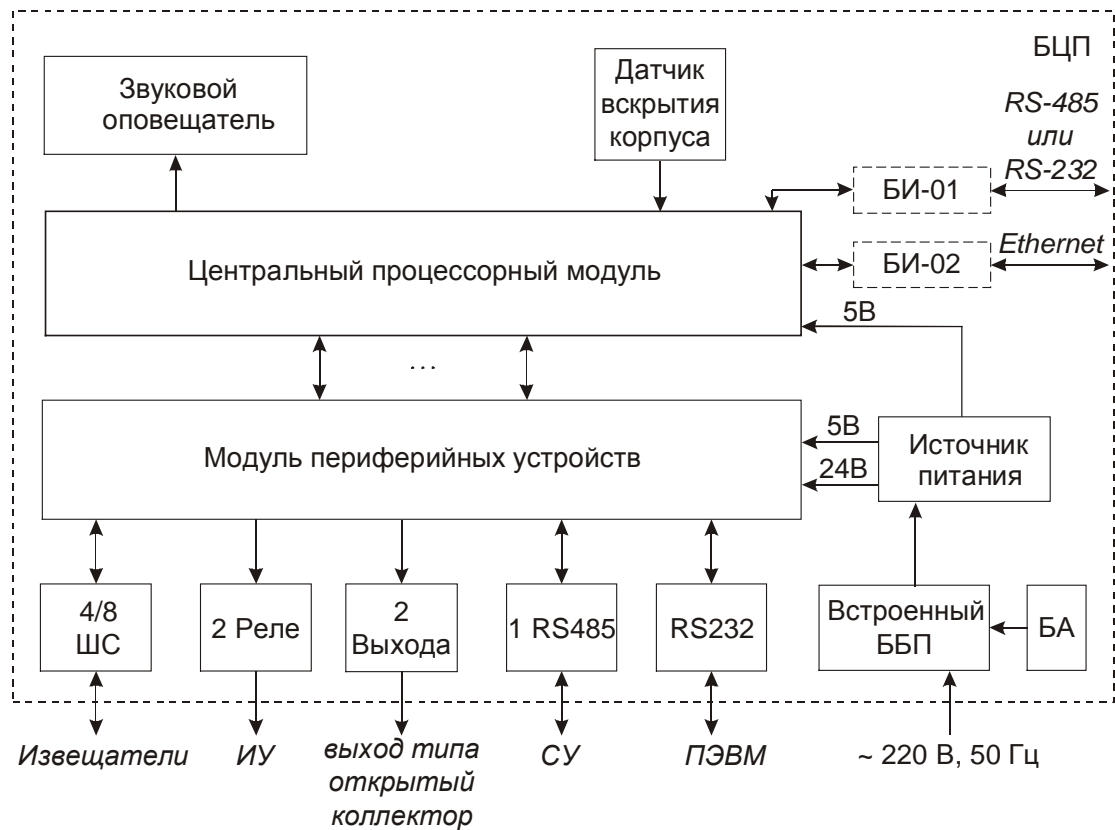 БЦП
Звуковой
оповещатель
Датчик
вскрытия
корпуса
RS-485
или
RS-232
БИ-01
Ethernet
БИ-02
Центральный процессорный модуль
5В
...
Модуль периферийных устройств
5В
24В
Источник
питания
4/8
ШС
2 Реле
2
Выхода
1 RS485
RS232
Встроенный
ББП
БА
Извещатели
ИУ
выход типа
открытый
коллектор
СУ
ПЭВМ
~ 220 В, 50 Гц